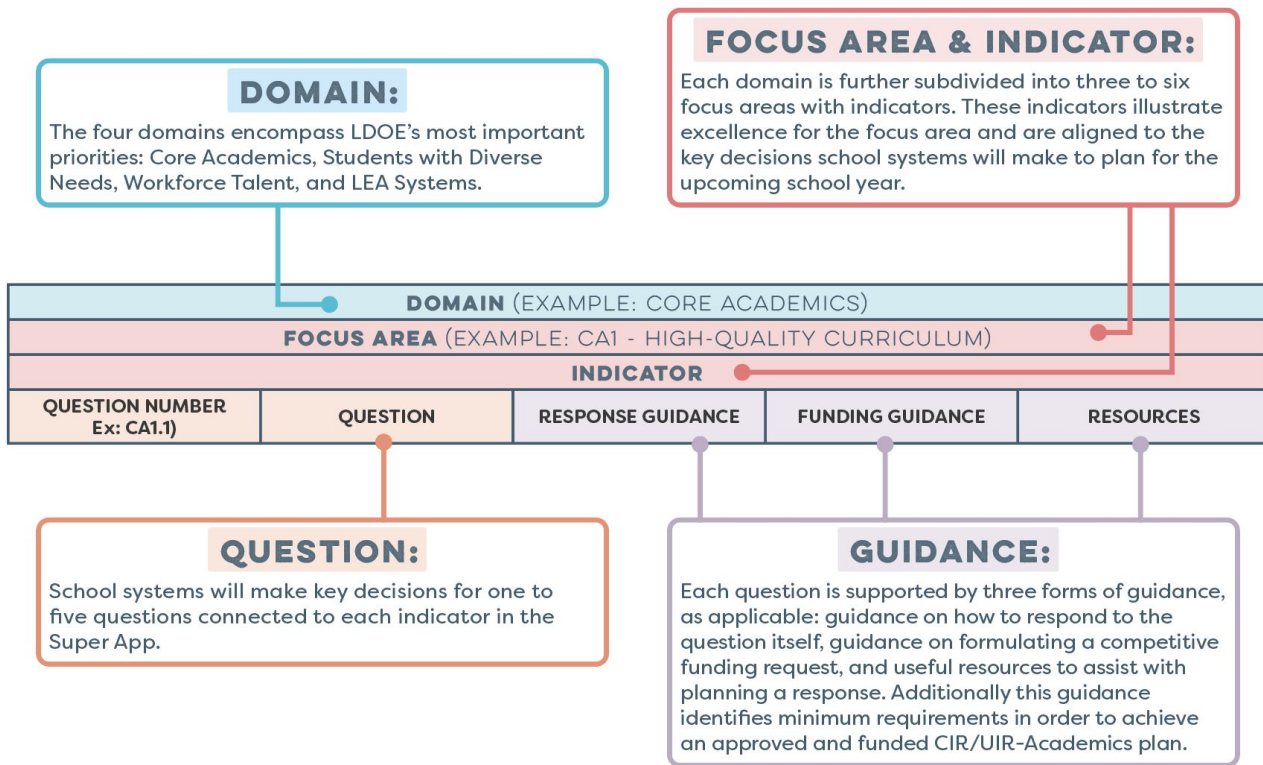 DOMAIN:
The four domains encompass LDOE's most important
priorities: Core Academics, Students with Diverse
Needs, Workforce Talent, and LEA Systems.
FOCUS AREA & INDICATOR:
Each domain is further subdivided into three to six
focus areas with indicators. These indicators illustrate
excellence for the focus area and are aligned to the
key decisions school systems will make to plan for the
upcoming school year.
DOMAIN (EXAMPLE: CORE ACADEMICS)
FOCUS AREA (EXAMPLE: CA1 - HIGH-QUALITY CURRICULUM)
INDICATOR
QUESTION NUMBER
Ex: CA1.1)
QUESTION
RESPONSE GUIDANCE
FUNDING GUIDANCE
RESOURCES
QUESTION:
School systems will make key decisions for one to
five questions connected to each indicator in the
Super App.
GUIDANCE:
Each question is supported by three forms of guidance,
as applicable: guidance on how to respond to the
question itself, guidance on formulating a competitive
funding request, and useful resources to assist with
planning a response. Additionally this guidance
identifies minimum requirements in order to achieve
an approved and funded CIR/UIR-Academics plan.